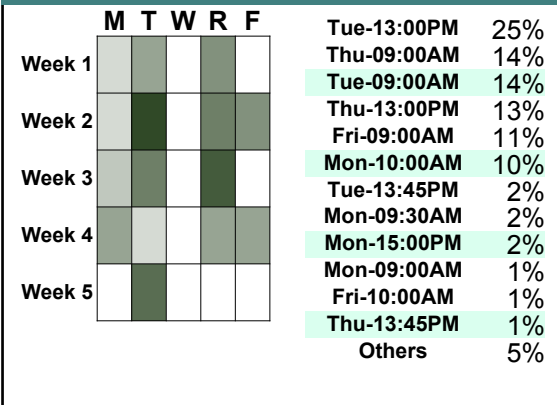 M T W R F
Week 1
Week 2
Week 3
Week 4
Week 5
Tue-13:00PM 25%
Thu-09:00AM 14%
Tue-09:00AM 14%
Thu-13:00PM 13%
Fri-09:00AM 11%
Mon-10:00AM 10%
Tue-13:45PM 2%
Mon-09:30AM 2%
Mon-15:00PM 2%
Mon-09:00AM 1%
Fri-10:00AM 1%
Thu-13:45PM 1%
Others 5%